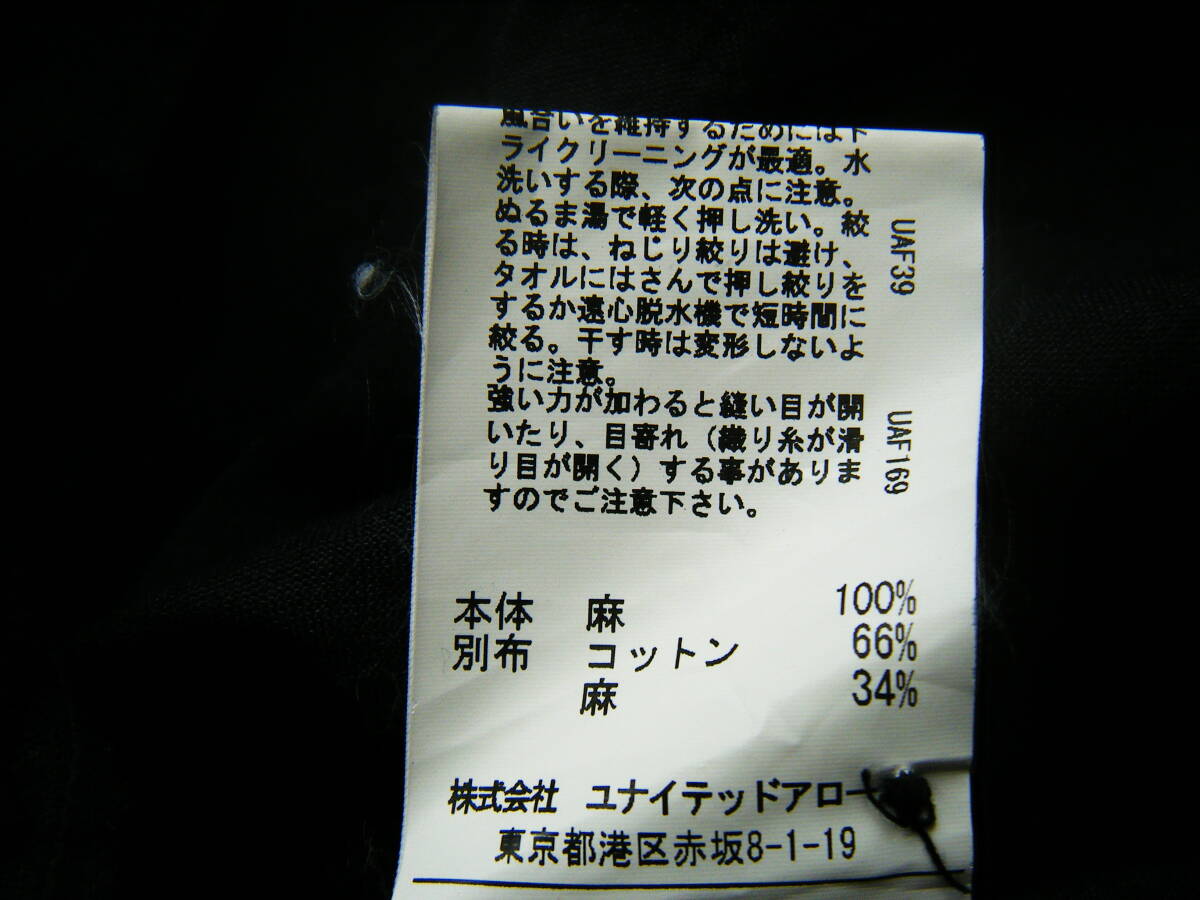 風合いを維持するためにはド
ライクリーニングが最適。水
洗いする際、次の点に注意。
ぬるま湯で軽く押し洗い。絞
る時は、ねじり絞りは避け、
タオルにはさんで押し絞りを
するか遠心脱水機で短時間に
絞る。干す時は変形しないよ
うに注意。
強い力が加わると縫い目が開
いたり、目寄れ（織り糸が滑
り目が開く）する事がありま
すのでご注意下さい。
UAF39
UAF169
本体 麻 100%
別布 コットン 66%
麻 34%
株式会社 ユナイテッドアロー
東京都港区赤坂8-1-19